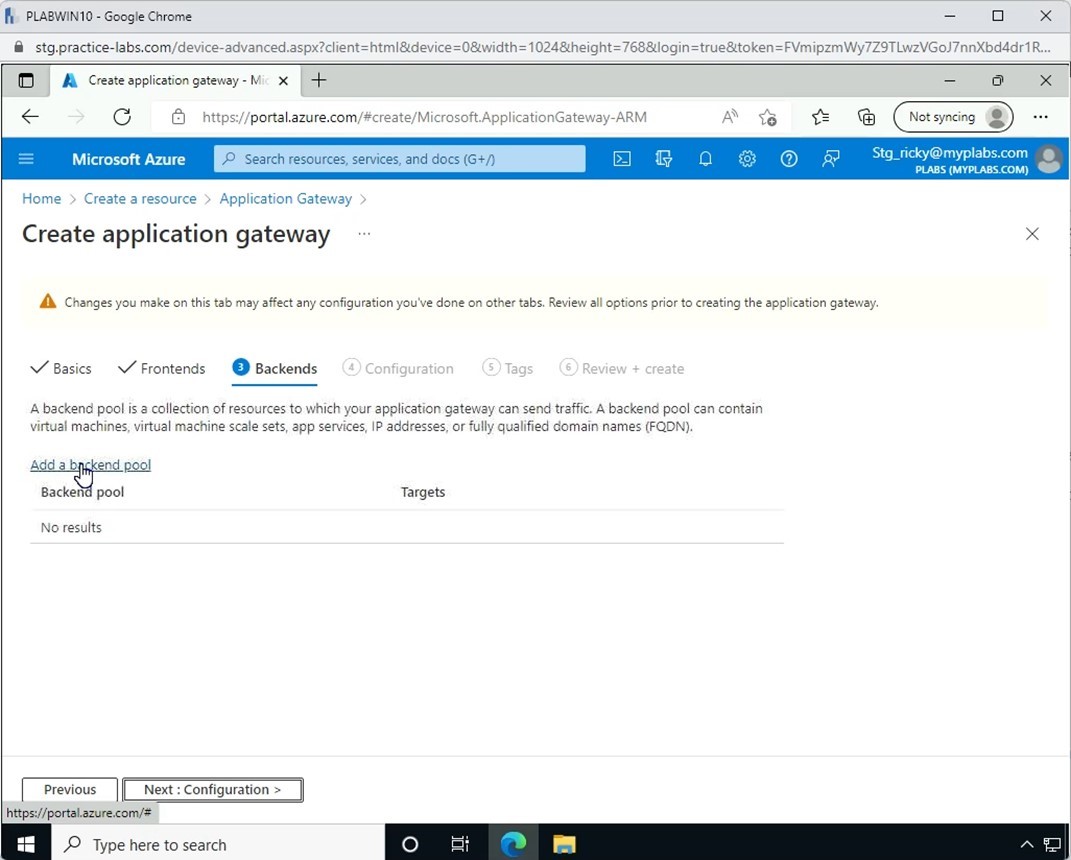 PLABWIN10 - Google Chrome
stg.practice-labs.com/device-advanced.aspx?client=html&device=0&width=1024&height=768&login=true&token=FVmipzmWy7Z9TLwzVGoJ7nnXbd4dr1R...
Create application gateway - Mic
https://portal.azure.com/#create/Microsoft.ApplicationGateway-ARM
Not syncing
Microsoft Azure
Search resources, services, and docs (G+/)
Stg_ricky@myplabs.com
PLABS (MYPLABS.COM)
Home > Create a resource > Application Gateway >
Create application gateway ...
Changes you make on this tab may affect any configuration you've done on other tabs. Review all options prior to creating the application gateway.
Basics Frontends 3 Backends 4 Configuration 5 Tags 6 Review + create
A backend pool is a collection of resources to which your application gateway can send traffic. A backend pool can contain
virtual machines, virtual machine scale sets, app services, IP addresses, or fully qualified domain names (FQDN).
Add a backend pool
Backend pool Targets
No results
Previous Next : Configuration >
https://portal.azure.com/#
Type here to search